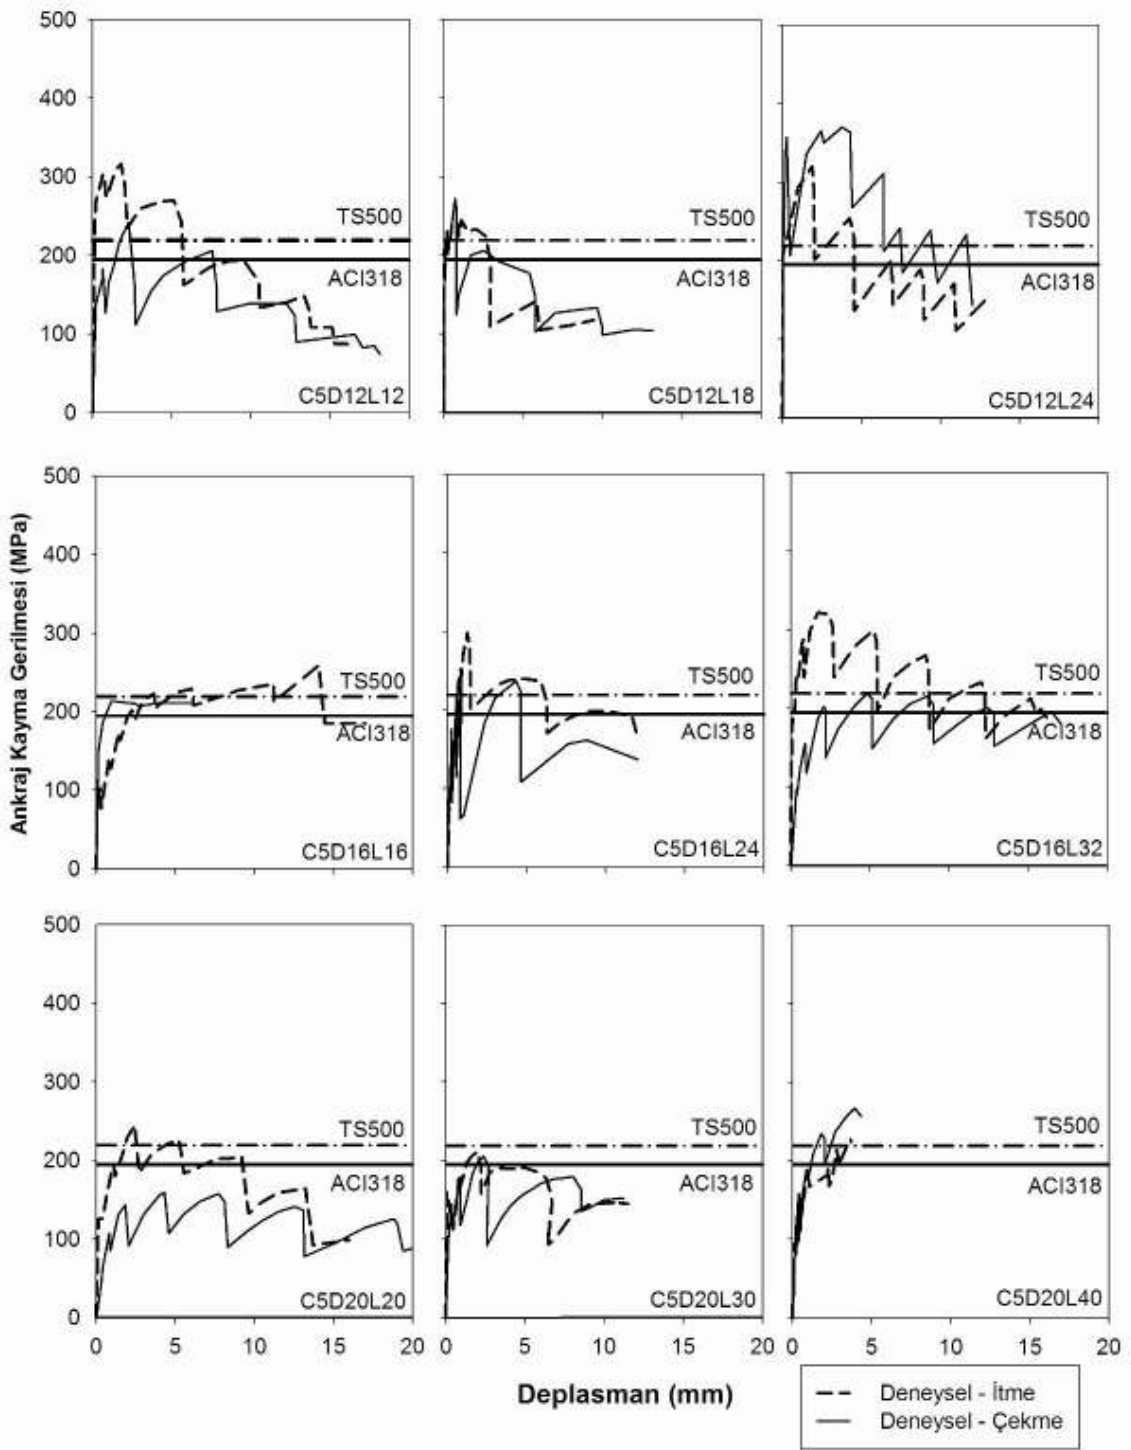 500
400
300
200
100
0
TS500
ACI318
C5D12L12
TS500
ACI318
C5D12L18
TS500
ACI318
C5D12L24
Ankraj Kayma Gerilmesi (MPa)
500
400
300
200
100
0
TS500
ACI318
C5D16L16
TS500
ACI318
C5D16L24
TS500
ACI318
C5D16L32
500
400
300
200
100
0
TS500
ACI318
C5D20L20
TS500
ACI318
C5D20L30
TS500
ACI318
C5D20L40
0 5 10 15 20
0 5 10 15 20
0 5 10 15 20
Deplasman (mm)
Deneysel - İtme
Deneysel - Çekme